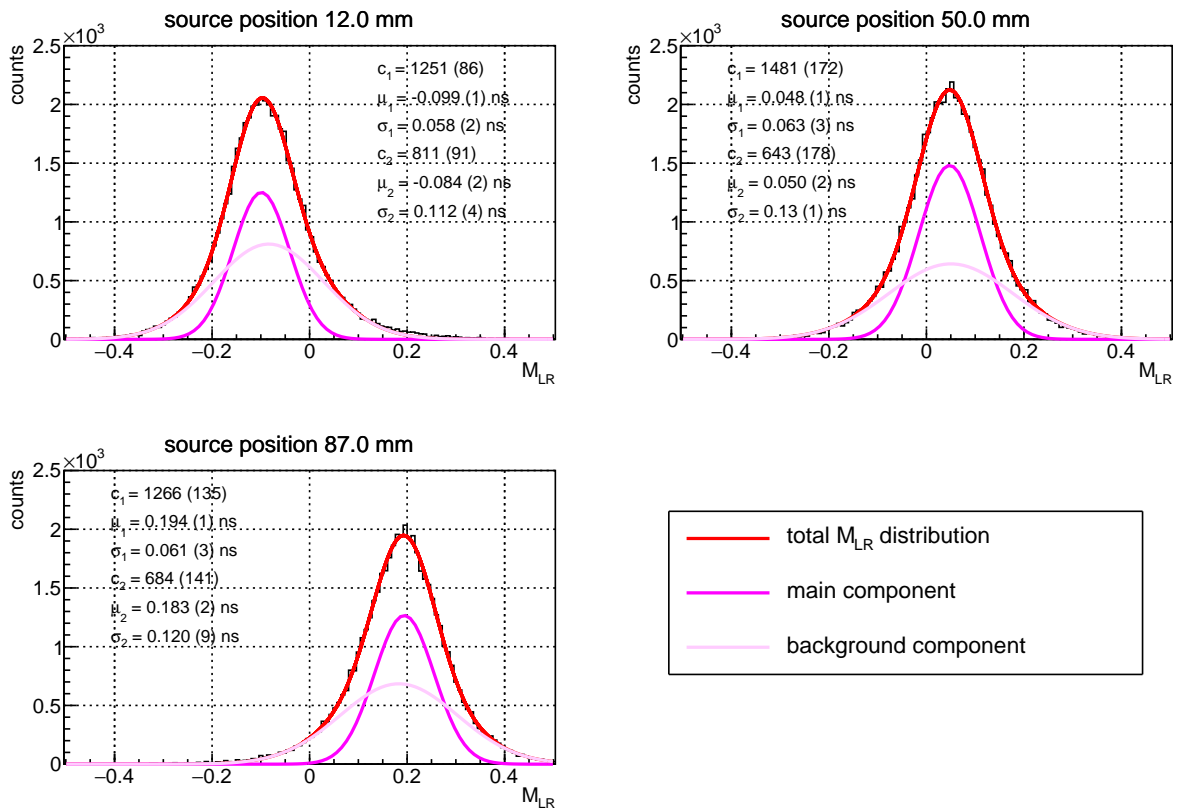 source position 12.0 mm
×10³
counts
2.5
2
1.5
1
0.5
0
c₁ = 1251 (86)
μ₁ = -0.099 (1) ns
σ₁ = 0.058 (2) ns
c₂ = 811 (91)
μ₂ = -0.084 (2) ns
σ₂ = 0.112 (4) ns
−0.4 −0.2 0 0.2 0.4
M_LR
source position 50.0 mm
×10³
counts
2.5
2
1.5
1
0.5
0
c₁ = 1481 (172)
μ₁ = 0.048 (1) ns
σ₁ = 0.063 (3) ns
c₂ = 643 (178)
μ₂ = 0.050 (2) ns
σ₂ = 0.13 (1) ns
−0.4 −0.2 0 0.2 0.4
M_LR
source position 87.0 mm
×10³
counts
2.5
2
1.5
1
0.5
0
c₁ = 1266 (135)
μ₁ = 0.194 (1) ns
σ₁ = 0.061 (3) ns
c₂ = 684 (141)
μ₂ = 0.183 (2) ns
σ₂ = 0.120 (9) ns
−0.4 −0.2 0 0.2 0.4
M_LR
total M_LR distribution
main component
background component